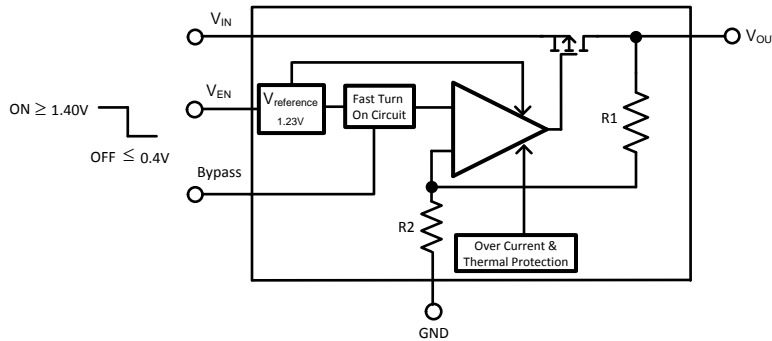 VIN
VOU
VEN
ON ≥ 1.40V
OFF ≤ 0.4V
Vreference
1.23V
Fast Turn
On Circuit
R1
Bypass
R2
Over Current &
Thermal Protection
GND